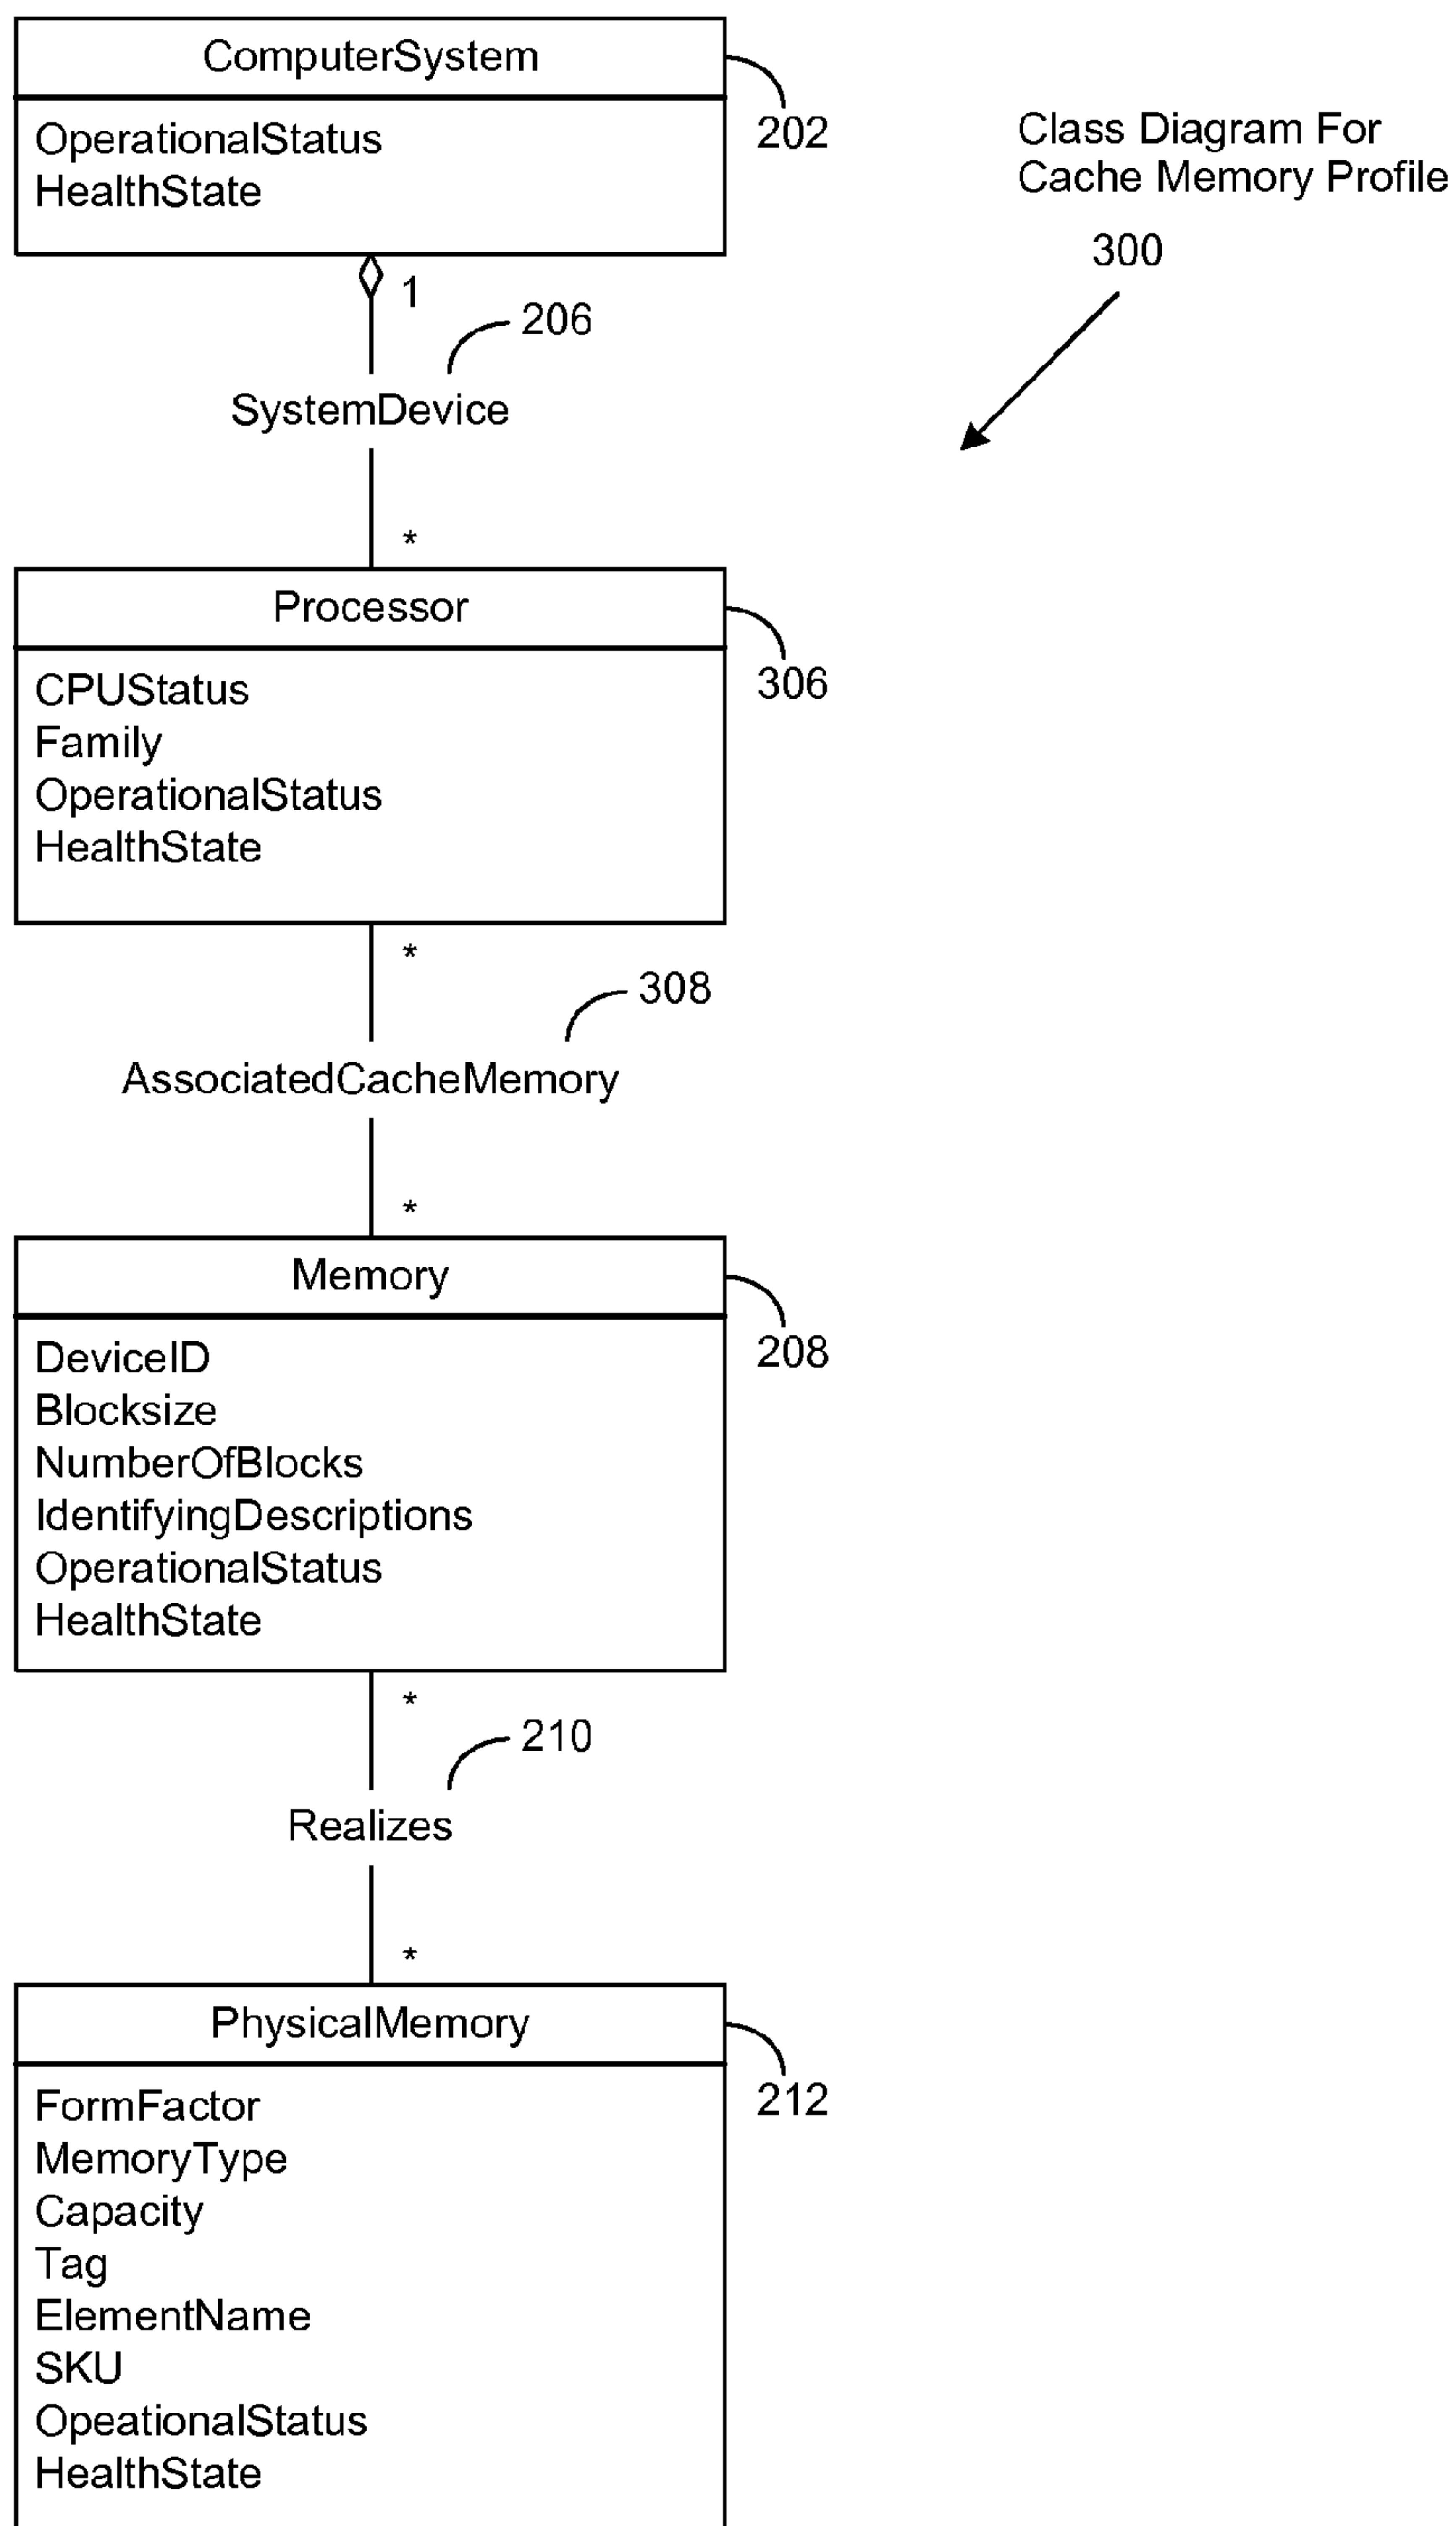 ComputerSystem
202
OperationalStatus
HealthState
Class Diagram For
Cache Memory Profile
300
1
206
SystemDevice
*
Processor
306
CPUStatus
Family
OperationalStatus
HealthState
*
308
AssociatedCacheMemory
*
Memory
208
DeviceID
Blocksize
NumberOfBlocks
IdentifyingDescriptions
OperationalStatus
HealthState
*
210
Realizes
*
PhysicalMemory
212
FormFactor
MemoryType
Capacity
Tag
ElementName
SKU
OpeationalStatus
HealthState